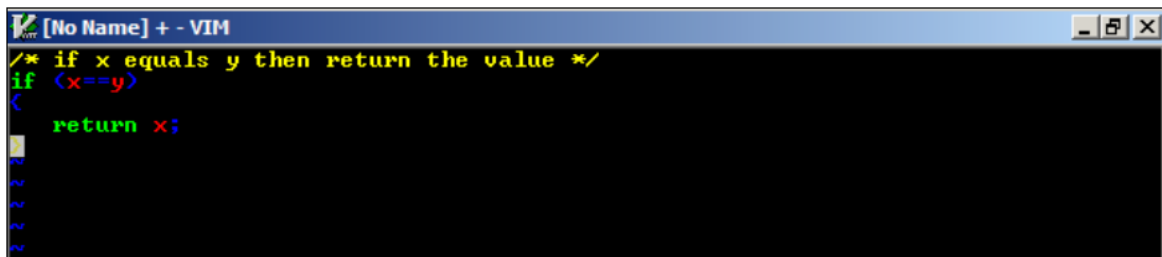 [No Name] + - VIM
/* if x equals y then return the value */
if (x==y)
{
   return x;
}
~
~
~
~
~